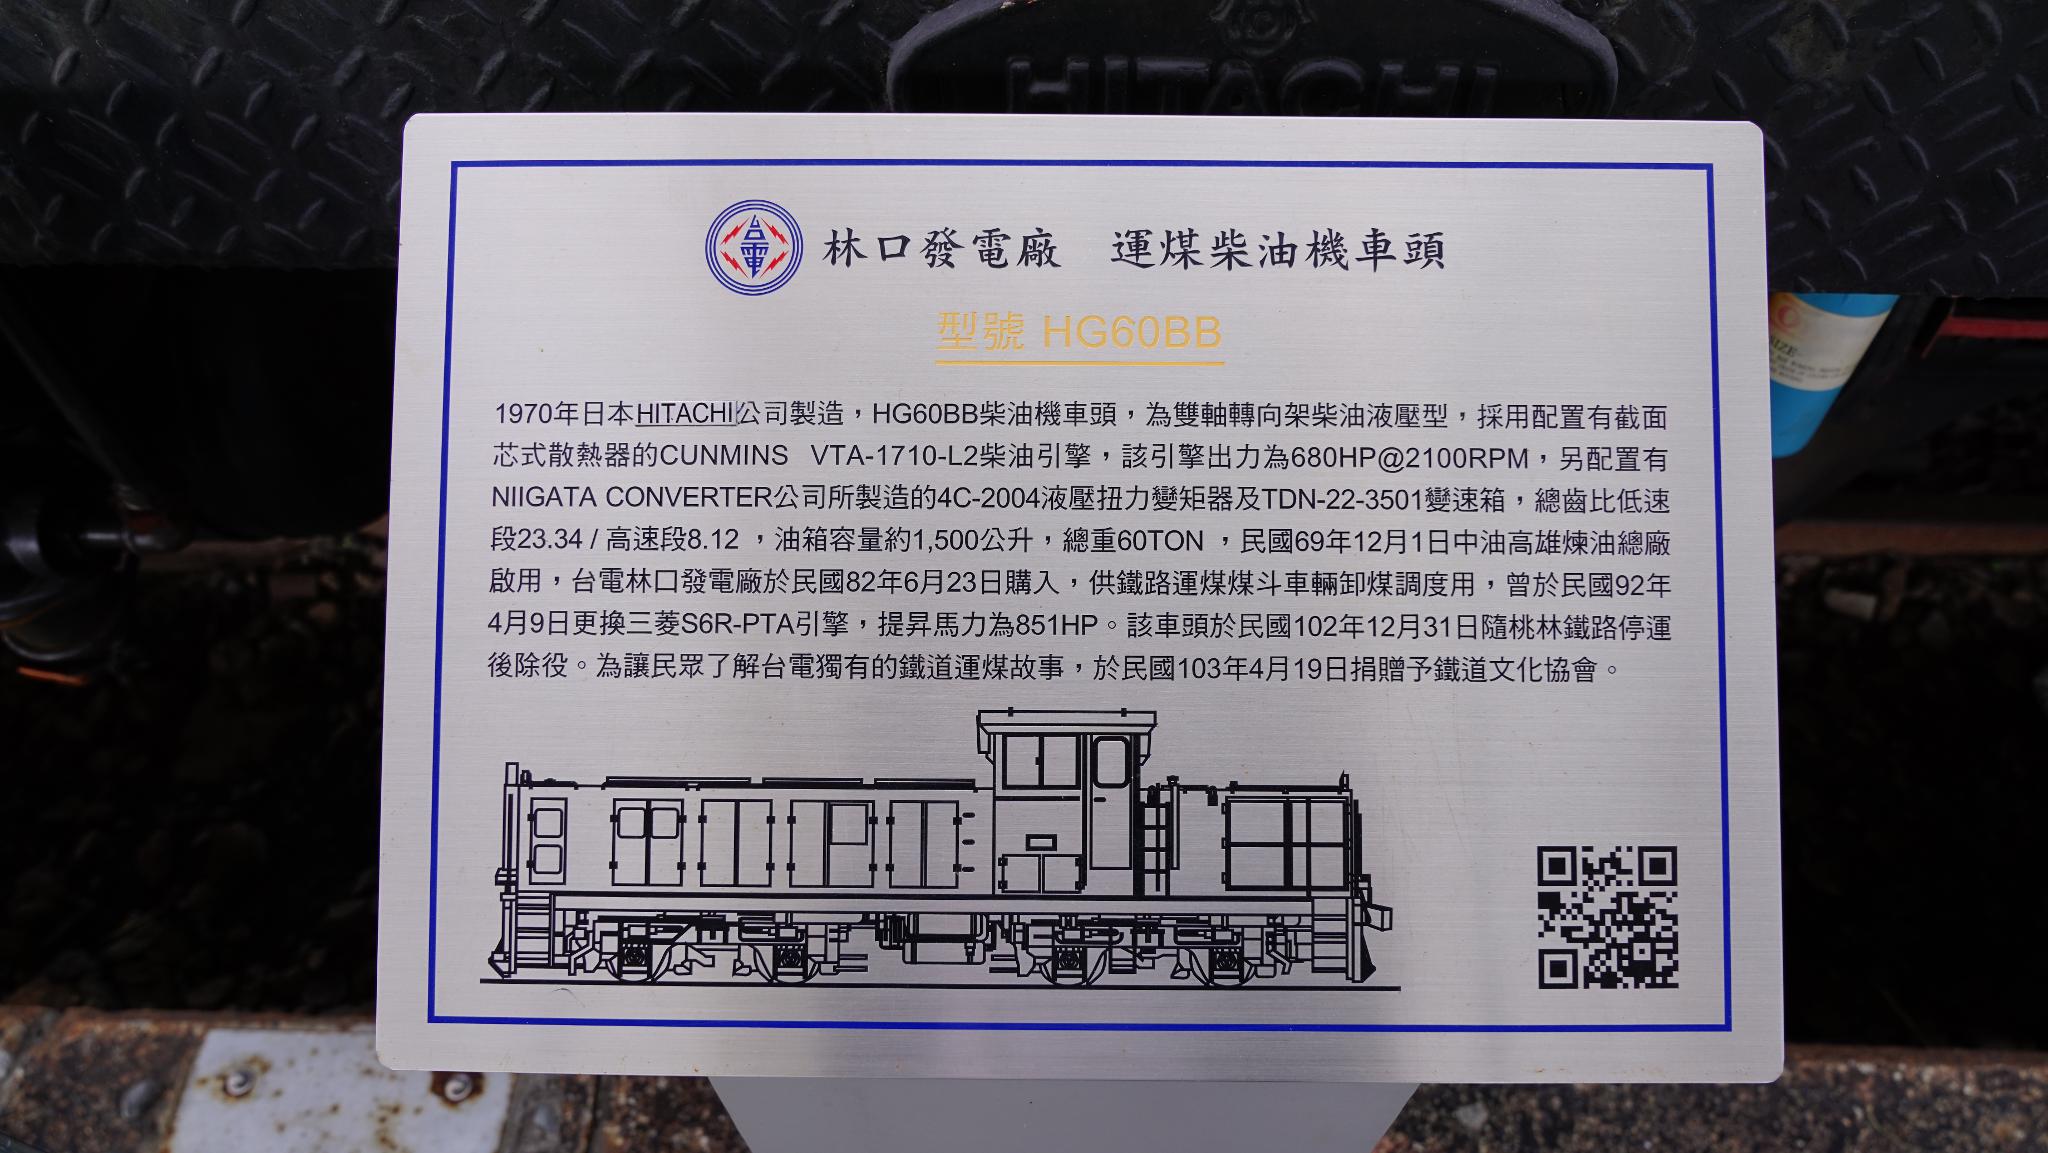 HITACHI
台電
林口發電廠 運煤柴油機車頭
型號 HG60BB
1970年日本HITACHI公司製造，HG60BB柴油機車頭，為雙軸轉向架柴油液壓型，採用配置有截面
芯式散熱器的CUNMINS VTA-1710-L2柴油引擎，該引擎出力為680HP@2100RPM，另配置有
NIIGATA CONVERTER公司所製造的4C-2004液壓扭力變矩器及TDN-22-3501變速箱，總齒比低速
段23.34 / 高速段8.12 ，油箱容量約1,500公升，總重60TON ，民國69年12月1日中油高雄煉油總廠
啟用，台電林口發電廠於民國82年6月23日購入，供鐵路運煤煤斗車輛卸煤調度用，曾於民國92年
4月9日更換三菱S6R-PTA引擎，提昇馬力為851HP。該車頭於民國102年12月31日隨桃林鐵路停運
後除役。為讓民眾了解台電獨有的鐵道運煤故事，於民國103年4月19日捐贈予鐵道文化協會。